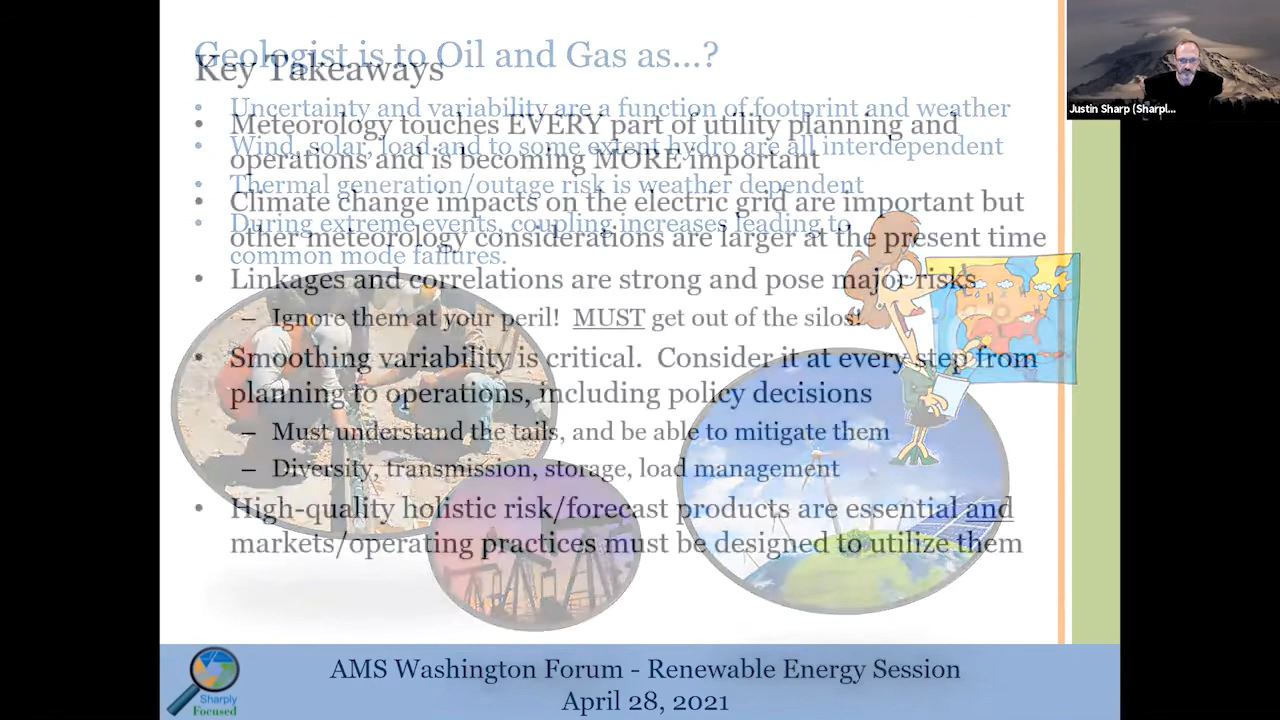 Geologist is to Oil and Gas as...?
• Uncertainty and variability are a function of footprint and weather
• Wind, solar, load and to some extent hydro are all interdependent
• Thermal generation/outage risk is weather dependent
• During extreme events, coupling increases leading to
common mode failures.
Key Takeaways
• Meteorology touches EVERY part of utility planning and
operations and is becoming MORE important
• Climate change impacts on the electric grid are important but
other meteorology considerations are larger at the present time
• Linkages and correlations are strong and pose major risks
– Ignore them at your peril! MUST get out of the silos!
• Smoothing variability is critical. Consider it at every step from
planning to operations, including policy decisions
– Must understand the tails, and be able to mitigate them
– Diversity, transmission, storage, load management
• High-quality holistic risk/forecast products are essential and
markets/operating practices must be designed to utilize them
Justin Sharp (Sharpl...
Sharply
Focused
AMS Washington Forum - Renewable Energy Session
April 28, 2021